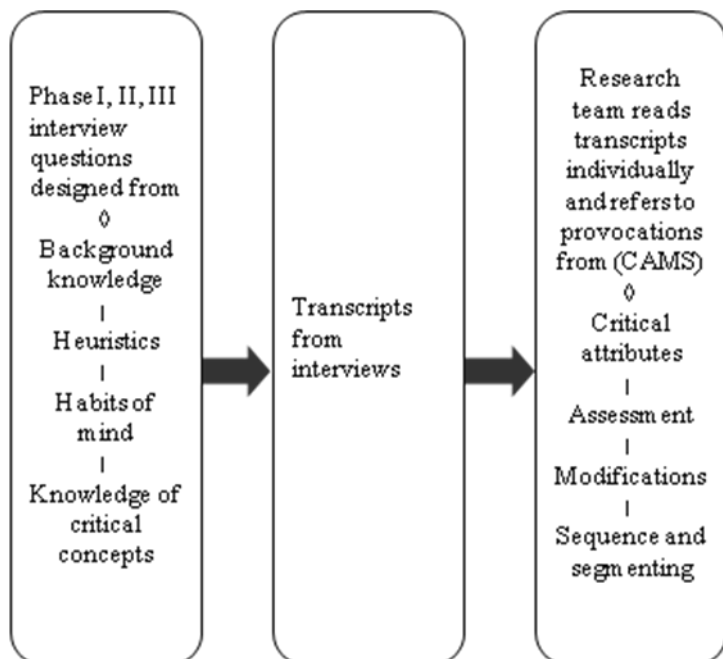 Phase I, II, III
interview
questions
designed from
◊
Background
knowledge
|
Heuristics
|
Habits of
mind
|
Knowledge of
critical
concepts
Transcripts
from
interviews
Research
team reads
transcripts
individually
and refers to
provocations
from (CAMS)
◊
Critical
attributes
|
Assessment
|
Modifications
|
Sequence and
segmenting